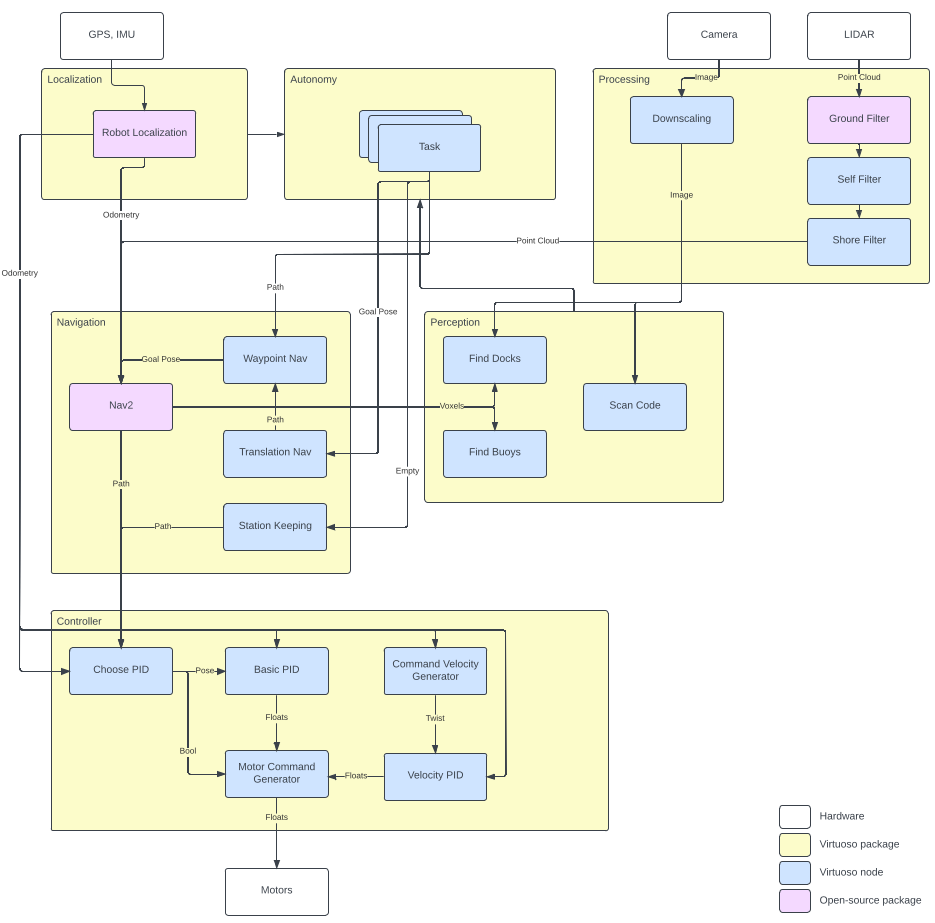 GPS, IMU
Camera
LIDAR
Localization
Autonomy
Processing
Image
Point Cloud
Robot Localization
Task
Downscaling
Ground Filter
Self Filter
Image
Odometry
Shore Filter
Point Cloud
Odometry
Path
Goal Pose
Navigation
Perception
Goal Pose
Waypoint Nav
Find Docks
Nav2
Voxels
Scan Code
Path
Translation Nav
Find Buoys
Empty
Path
Path
Station Keeping
Controller
Choose PID
Pose
Basic PID
Command Velocity
Generator
Floats
Twist
Bool
Motor Command
Generator
Floats
Velocity PID
Floats
Motors
Hardware
Virtuoso package
Virtuoso node
Open-source package